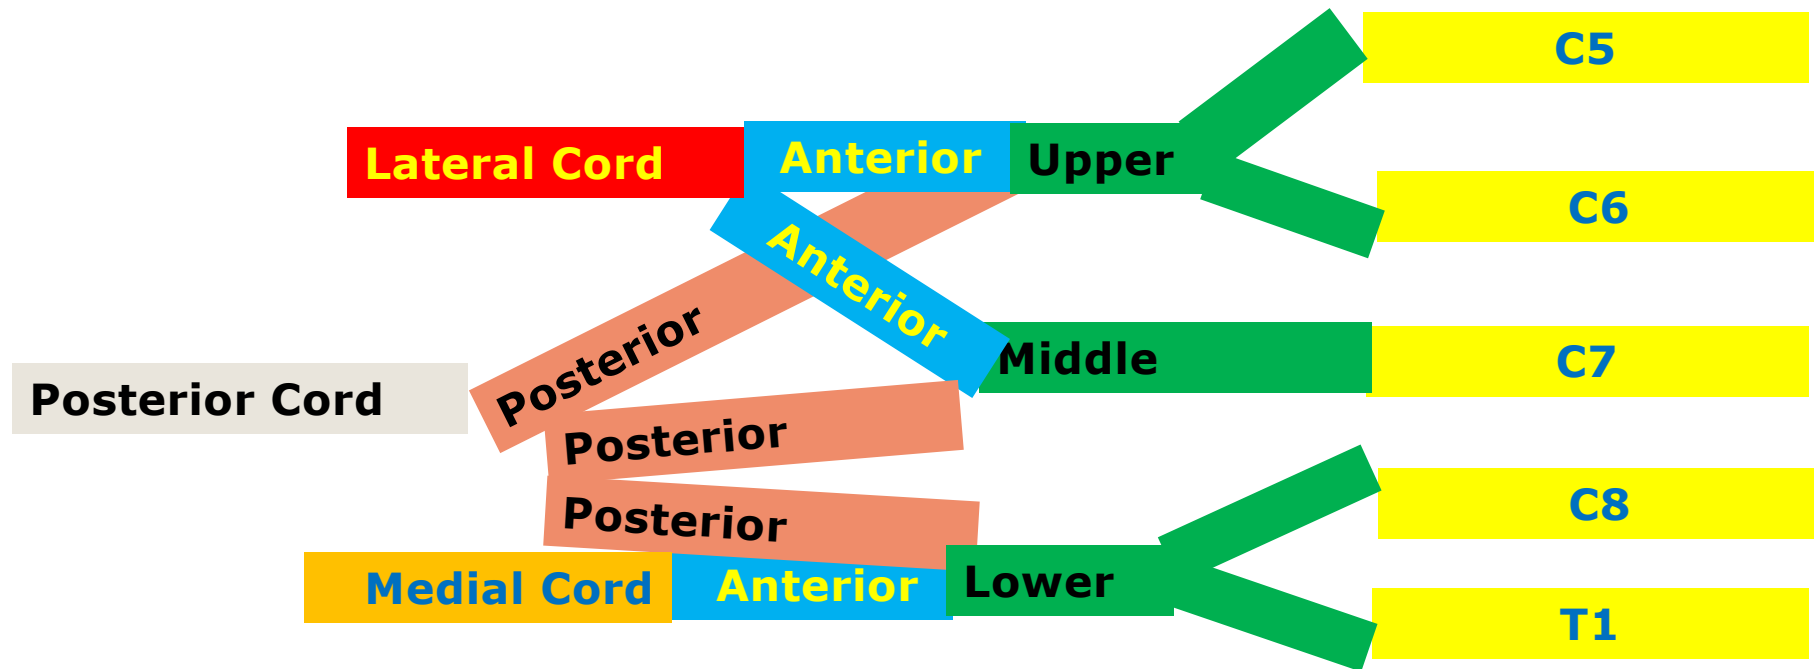 C5
Lateral Cord
Anterior
Upper
C6
Anterior
Posterior
Middle
C7
Posterior Cord
Posterior
Posterior
C8
Medial Cord
Anterior
Lower
T1